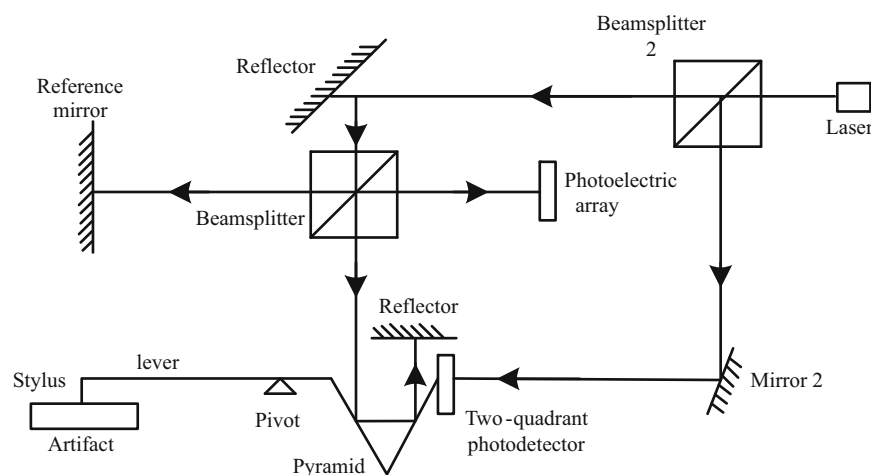 Beamsplitter
2
Reflector
Reference
mirror
Laser
Photoelectric
array
Beamsplitter
Reflector
lever
Stylus
Mirror 2
Pivot
Two-quadrant
photodetector
Artifact
Pyramid